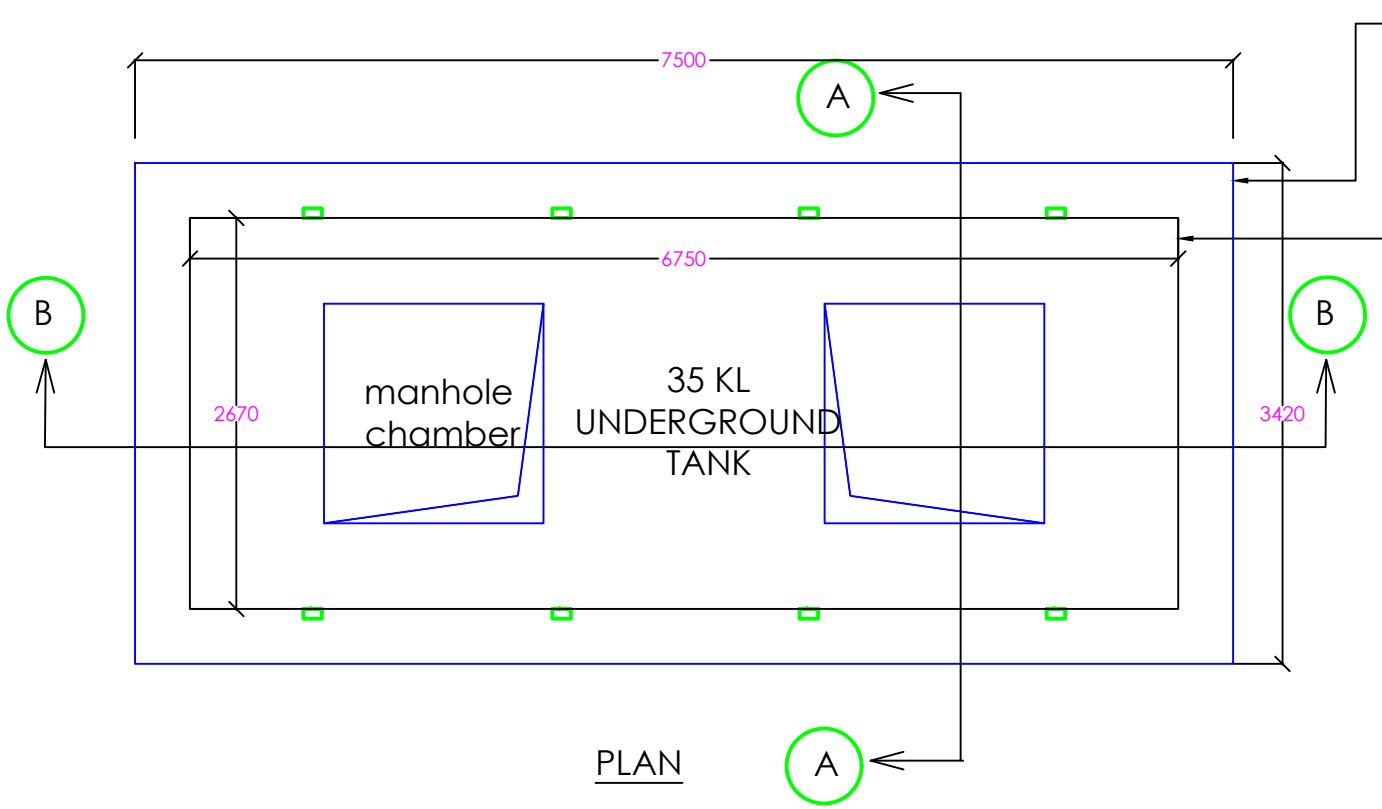 7500
A
6750
B
B
manhole
chamber
35 KL
UNDERGROUND
TANK
2670
3420
PLAN
A